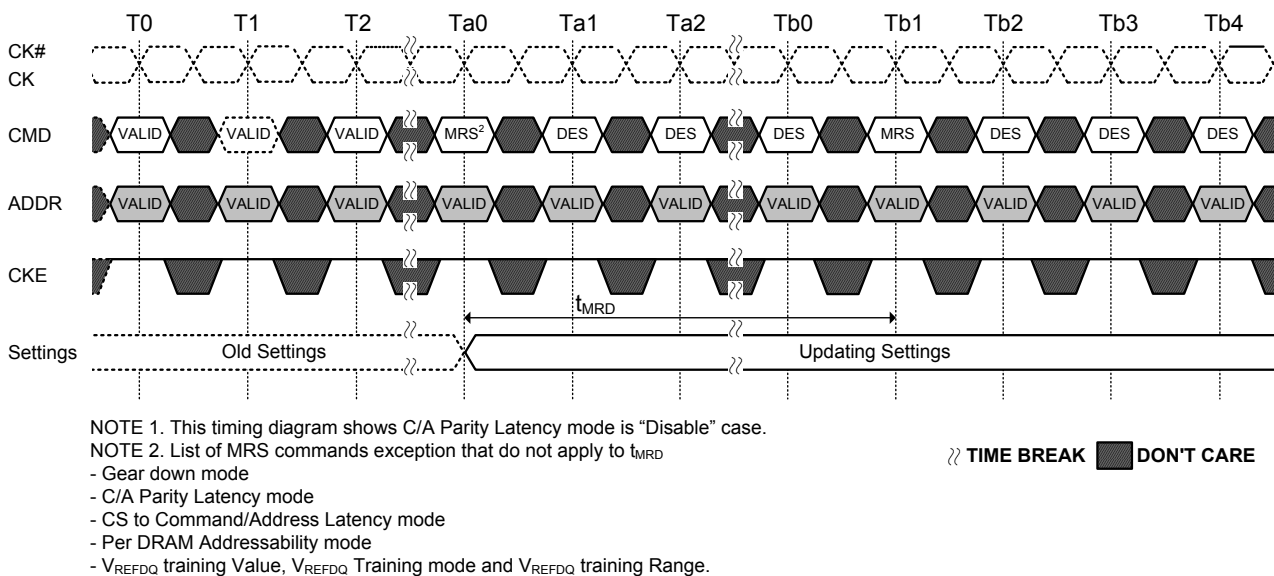 T0 T1 T2 Ta0 Ta1 Ta2 Tb0 Tb1 Tb2 Tb3 Tb4
CK#
CK
CMD VALID VALID VALID MRS2 DES DES DES MRS DES DES DES
ADDR VALID VALID VALID VALID VALID VALID VALID VALID VALID VALID VALID
CKE
tMRD
Settings Old Settings Updating Settings
NOTE 1. This timing diagram shows C/A Parity Latency mode is “Disable” case.
NOTE 2. List of MRS commands exception that do not apply to tMRD
- Gear down mode
- C/A Parity Latency mode
- CS to Command/Address Latency mode
- Per DRAM Addressability mode
- VREFDQ training Value, VREFDQ Training mode and VREFDQ training Range.
TIME BREAK DON'T CARE